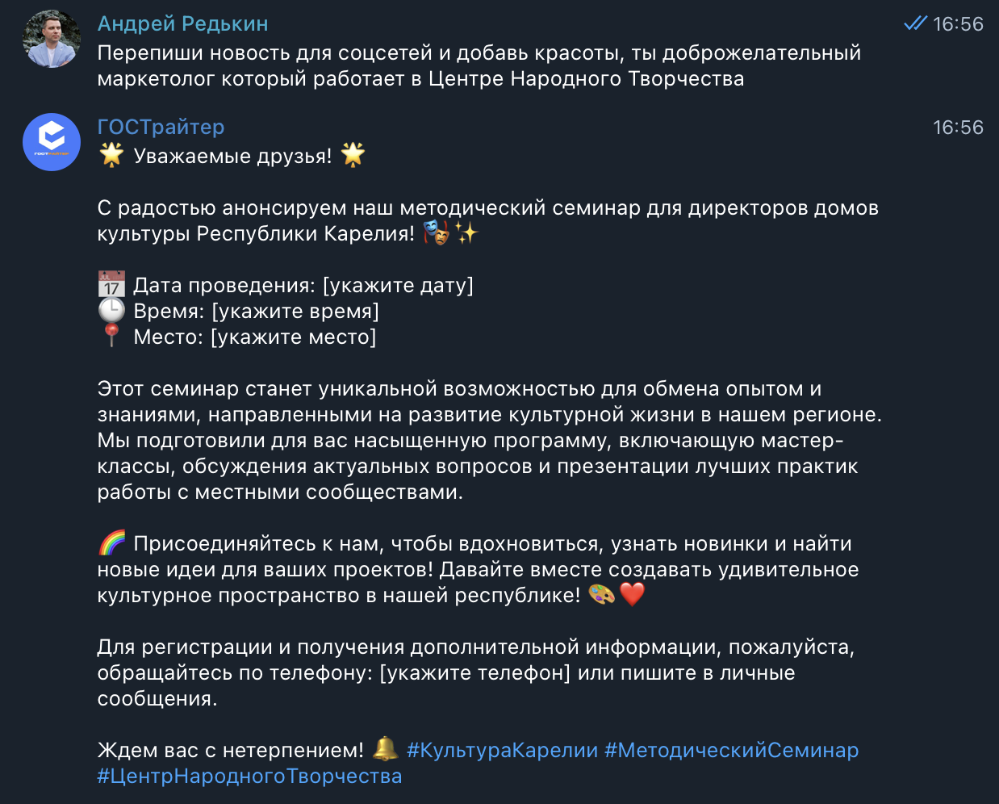 Андрей Редькин
16:56
Перепиши новость для соцсетей и добавь красоты, ты доброжелательный
маркетолог который работает в Центре Народного Творчества
ГОСТрайтер
16:56
🌟 Уважаемые друзья! 🌟
С радостью анонсируем наш методический семинар для директоров домов
культуры Республики Карелия! 🎭✨
📅 Дата проведения: [укажите дату]
🕒 Время: [укажите время]
📍 Место: [укажите место]
Этот семинар станет уникальной возможностью для обмена опытом и
знаниями, направленными на развитие культурной жизни в нашем регионе.
Мы подготовили для вас насыщенную программу, включающую мастер-
классы, обсуждения актуальных вопросов и презентации лучших практик
работы с местными сообществами.
🌈 Присоединяйтесь к нам, чтобы вдохновиться, узнать новинки и найти
новые идеи для ваших проектов! Давайте вместе создавать удивительное
культурное пространство в нашей республике! 🎨❤️
Для регистрации и получения дополнительной информации, пожалуйста,
обращайтесь по телефону: [укажите телефон] или пишите в личные
сообщения.
Ждем вас с нетерпением! 🔔 #КультураКарелии #МетодическийСеминар
#ЦентрНародногоТворчества